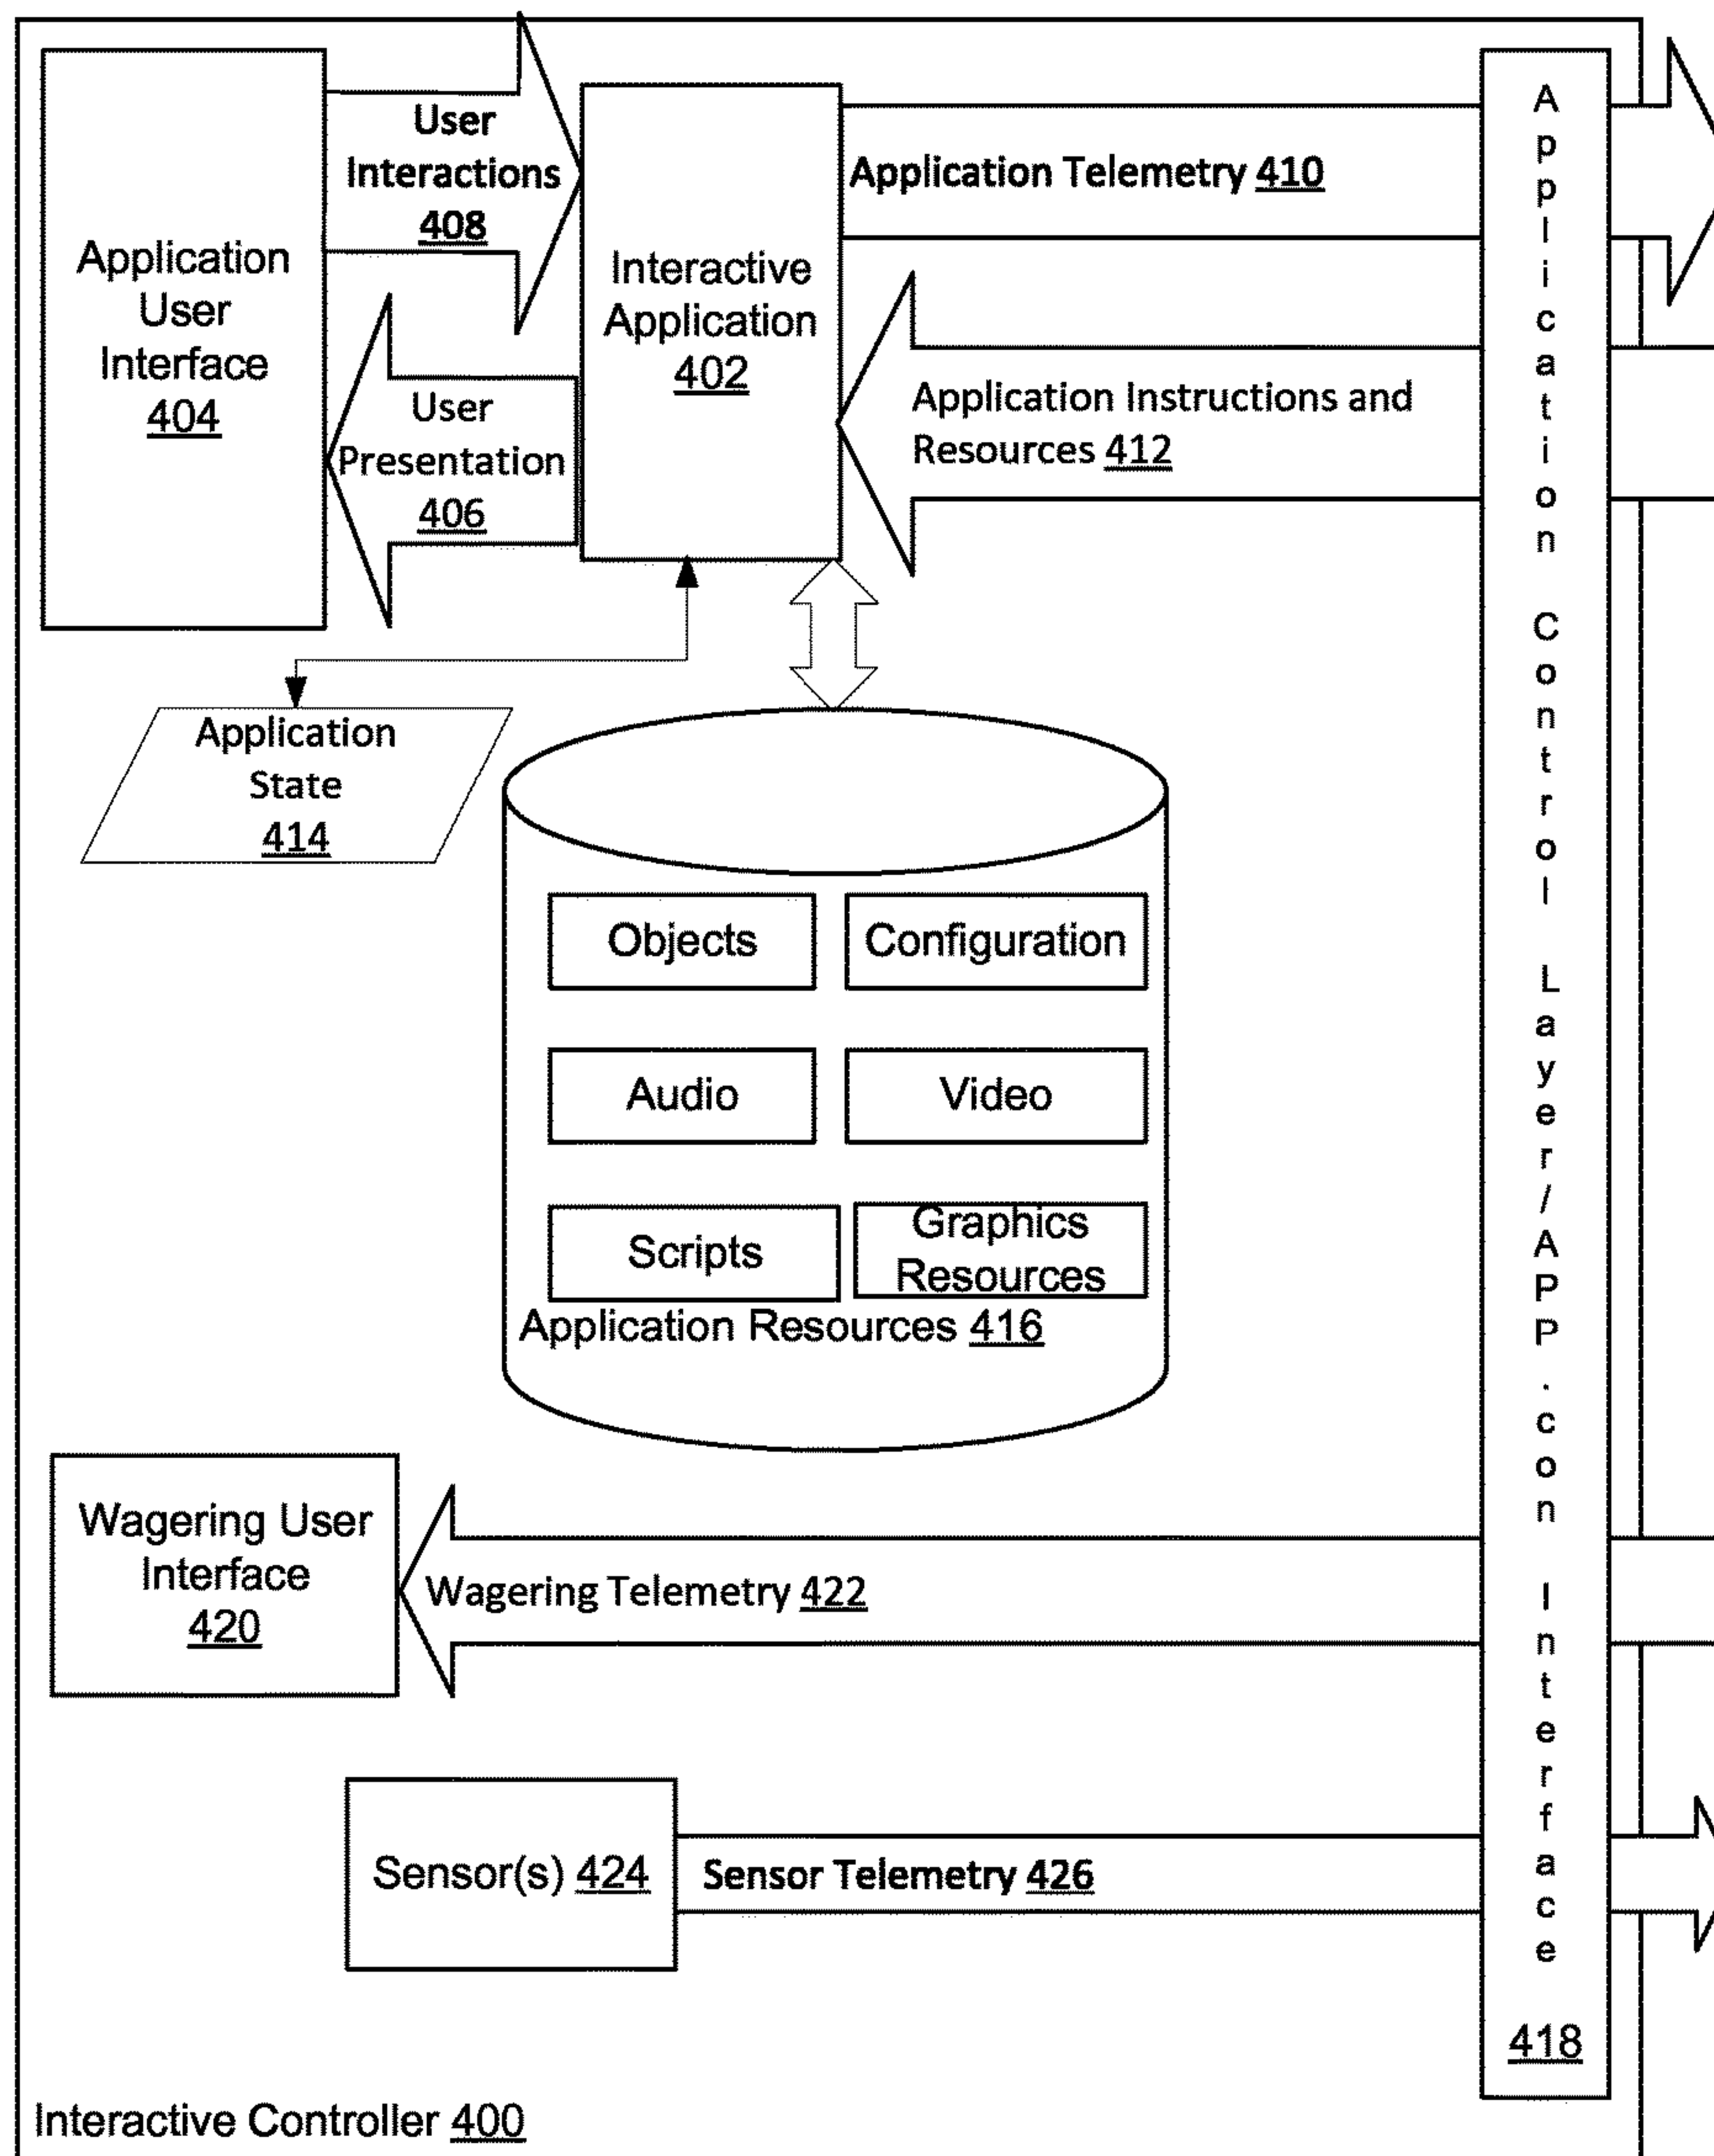 Application
User
Interface
404
User
Interactions
408
User
Presentation
406
Interactive
Application
402
Application Telemetry 410
Application Instructions and
Resources 412
Application
State
414
Objects
Configuration
Audio
Video
Scripts
Graphics
Resources
Application Resources 416
Wagering User
Interface
420
Wagering Telemetry 422
Sensor(s) 424
Sensor Telemetry 426
Application Control Layer/APP.con Interface
418
Interactive Controller 400